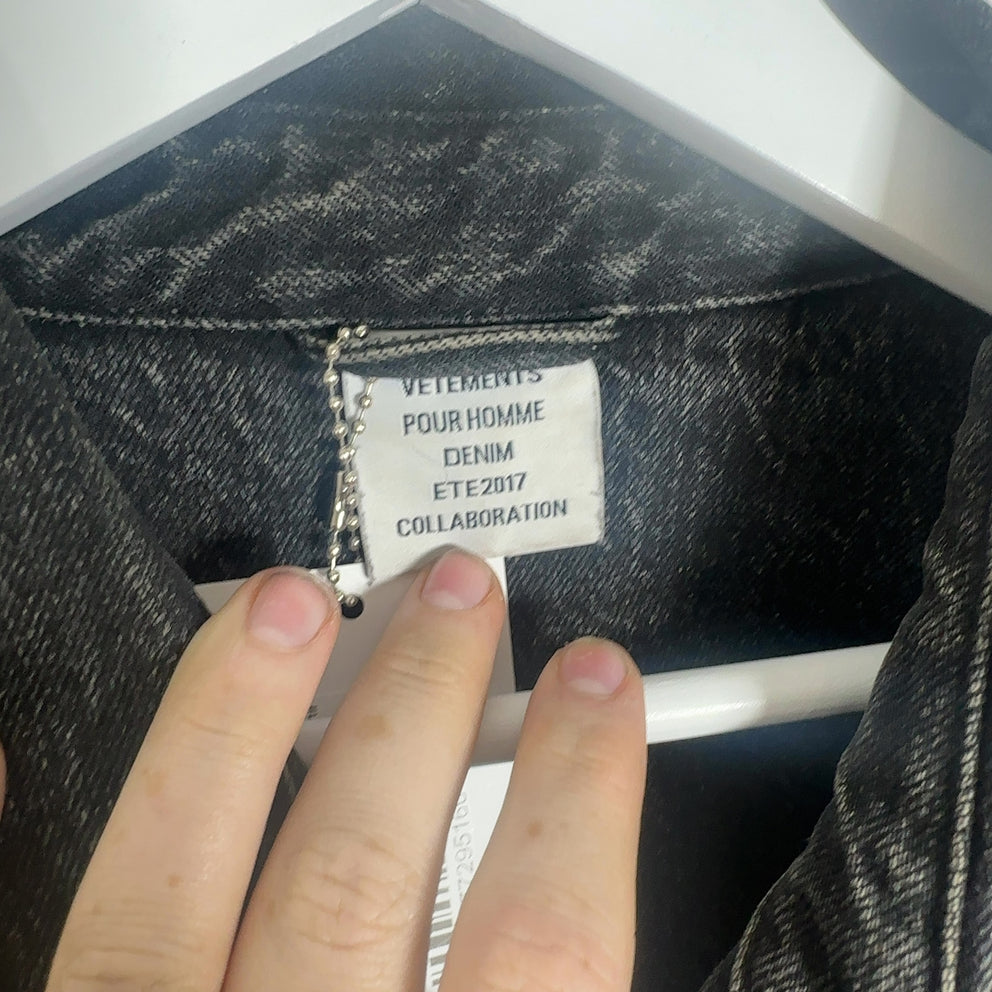 VETEMENTS
POUR HOMME
DENIM
ETE2017
COLLABORATION
E